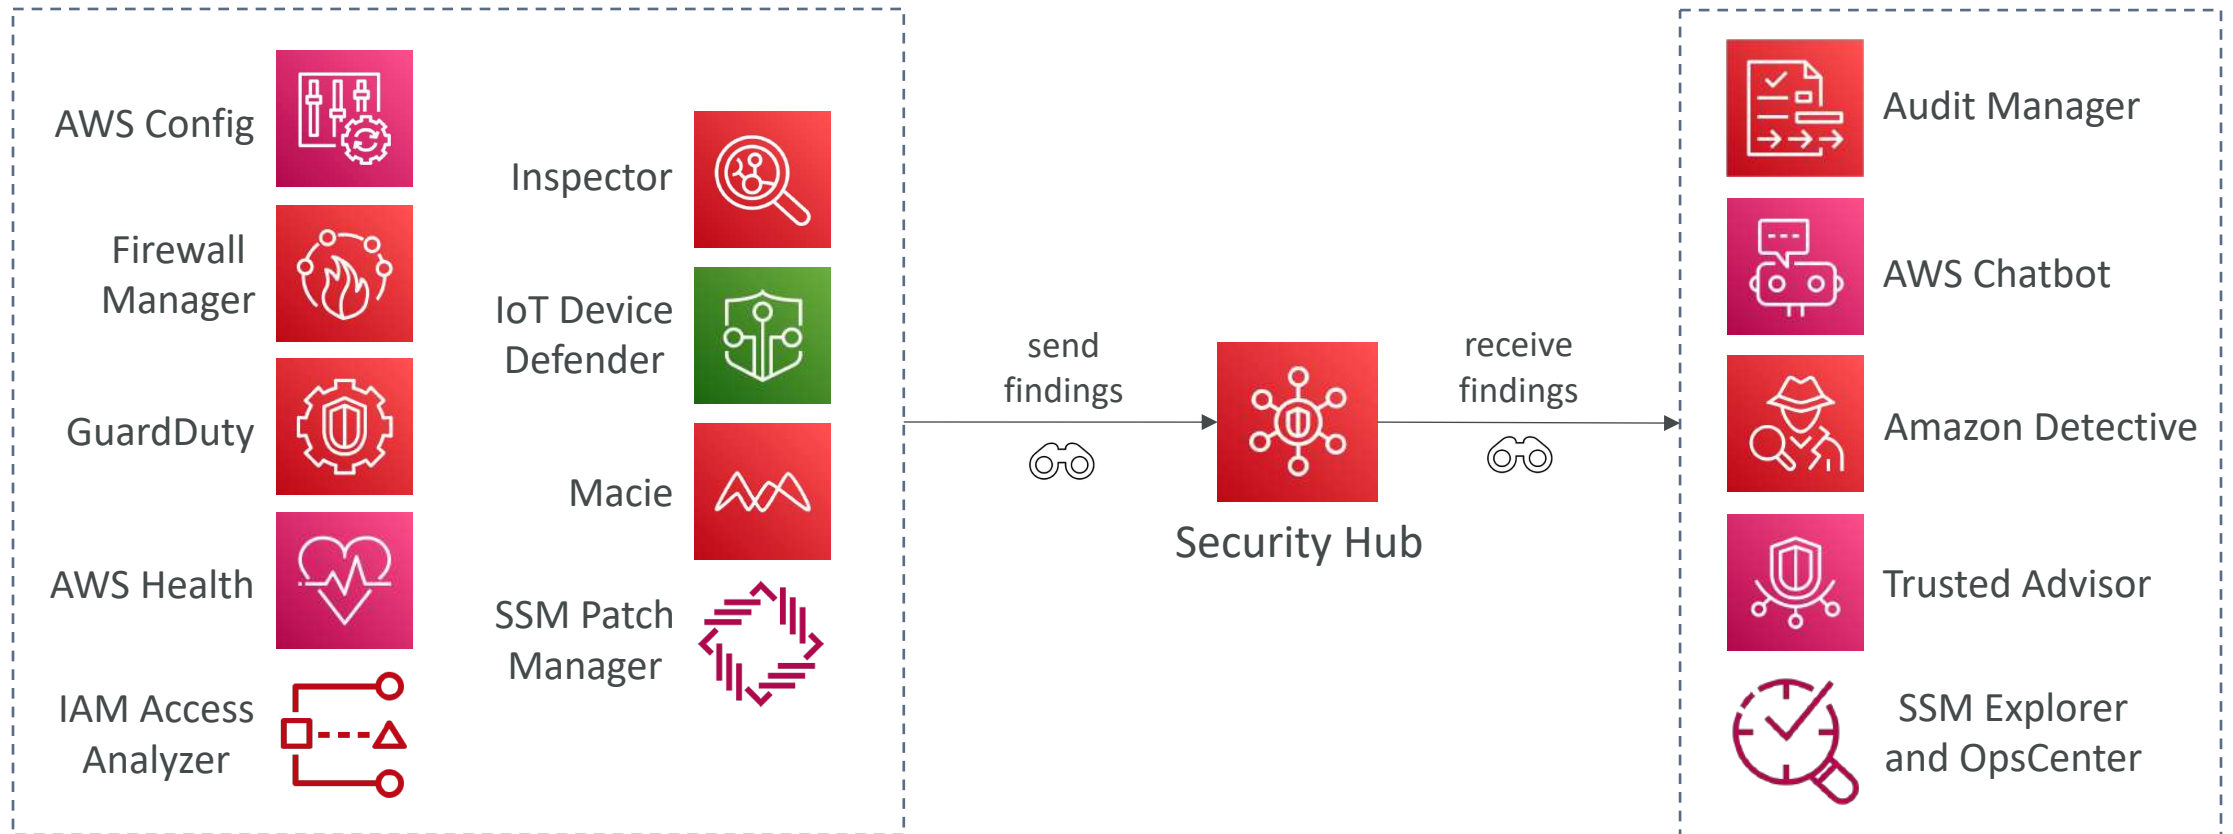 AWS Config
Firewall
Manager
GuardDuty
AWS Health
IAM Access
Analyzer
Inspector
IoT Device
Defender
Macie
SSM Patch
Manager
send
findings
Security Hub
receive
findings
Audit Manager
AWS Chatbot
Amazon Detective
Trusted Advisor
SSM Explorer
and OpsCenter